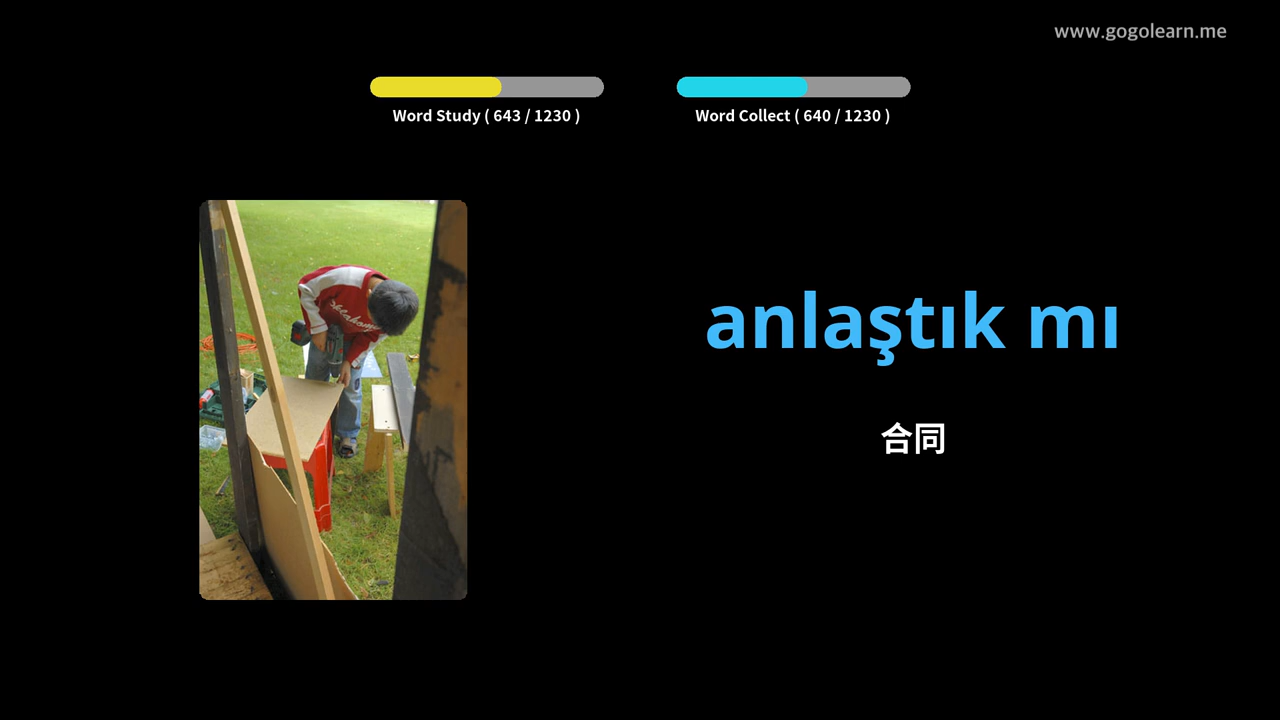 www.gogolearn.me
Word Study ( 643 / 1230 )
Word Collect ( 640 / 1230 )
anlaştık mı
合同